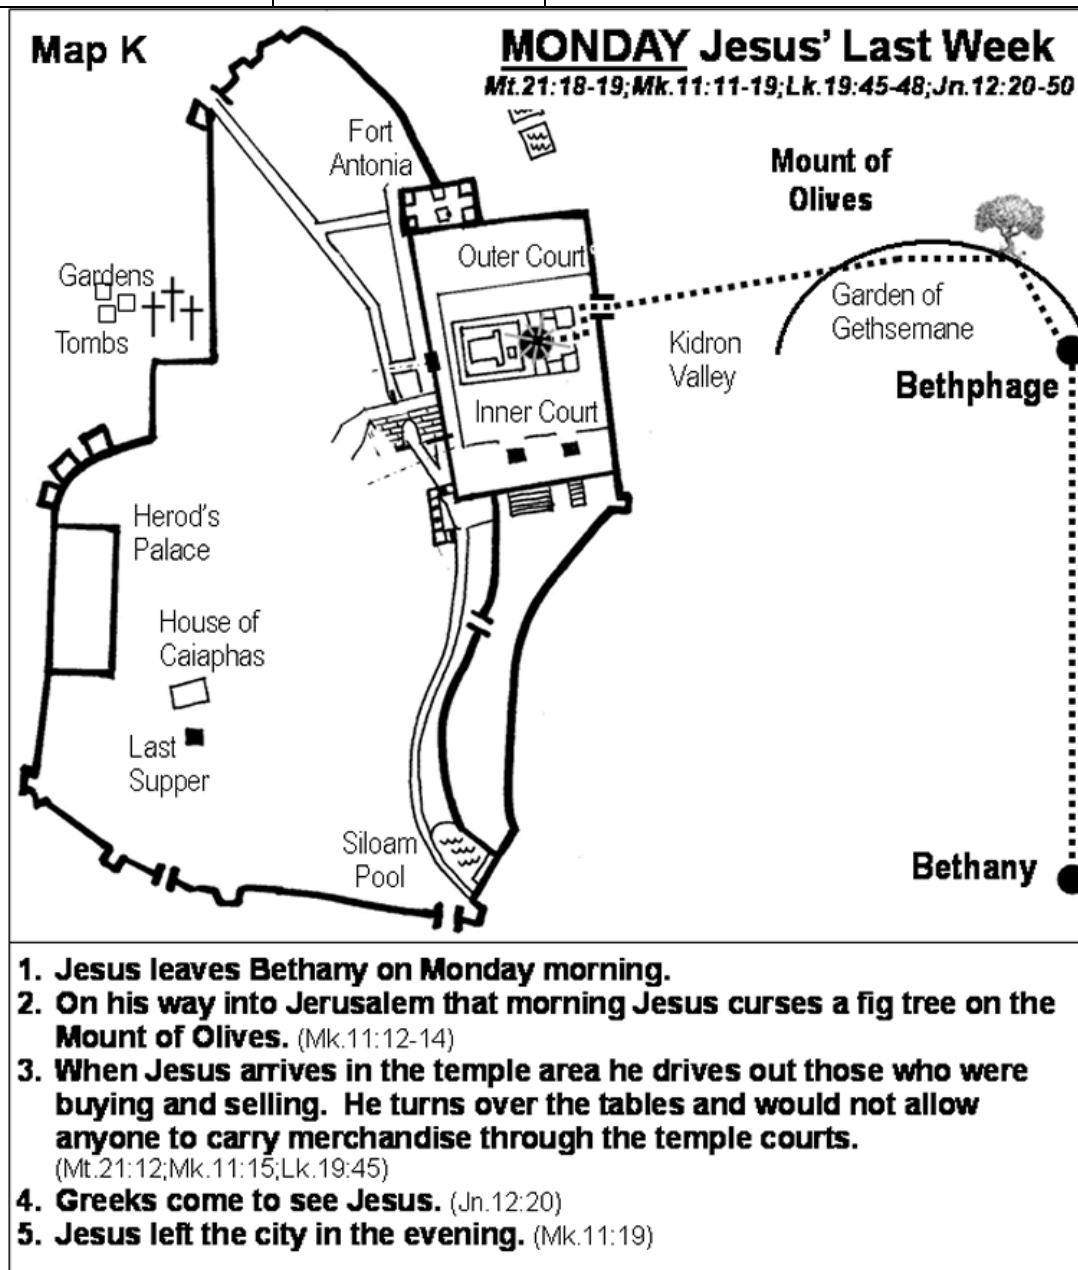 Map K
MONDAY Jesus' Last Week
Mt.21:18-19;Mk.11:11-19;Lk.19:45-48;Jn.12:20-50
Fort
Antonia
Mount of
Olives
Outer Court
Gardens
Tombs
Garden of
Gethsemane
Kidron
Valley
Bethphage
Inner Court
Herod's
Palace
House of
Caiaphas
Last
Supper
Siloam
Pool
Bethany
1. Jesus leaves Bethany on Monday morning.
2. On his way into Jerusalem that morning Jesus curses a fig tree on the
Mount of Olives. (Mk.11:12-14)
3. When Jesus arrives in the temple area he drives out those who were
buying and selling. He turns over the tables and would not allow
anyone to carry merchandise through the temple courts.
(Mt.21:12;Mk.11:15;Lk.19:45)
4. Greeks come to see Jesus. (Jn.12:20)
5. Jesus left the city in the evening. (Mk.11:19)